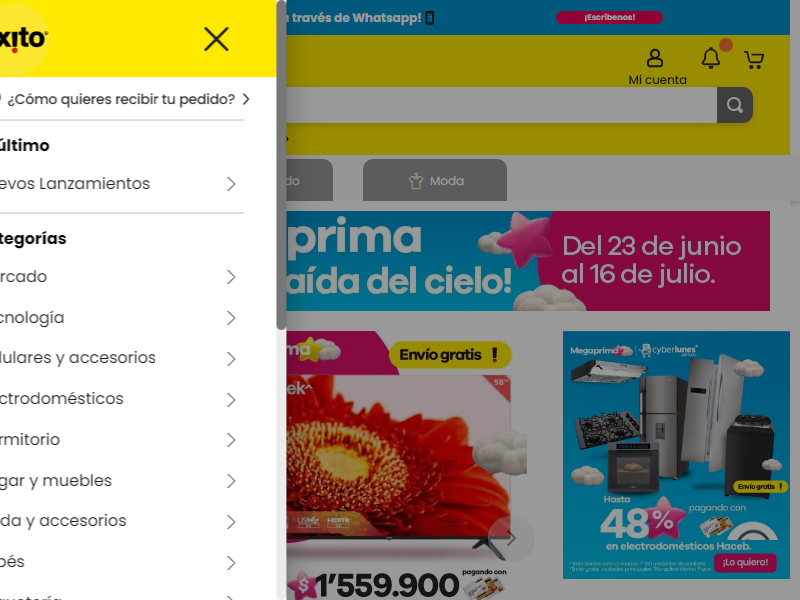 a través de Whatsapp!
¡Escríbenos!
xito
Mi cuenta
¿Cómo quieres recibir tu pedido?
último
evos Lanzamientos
do
Moda
tegorías
rcado
cnología
lulares y accesorios
ctrodomésticos
rmitorio
gar y muebles
da y accesorios
bés
prima
aída del cielo!
Del 23 de junio
al 16 de julio.
ma
Envío gratis !
ek^
58"
$1'559.900
pagando con
Megaprima
cyberlunes
Envío gratis !
Hasta
48%
pagando con
en electrodomésticos Haceb.
¡Lo quiero!